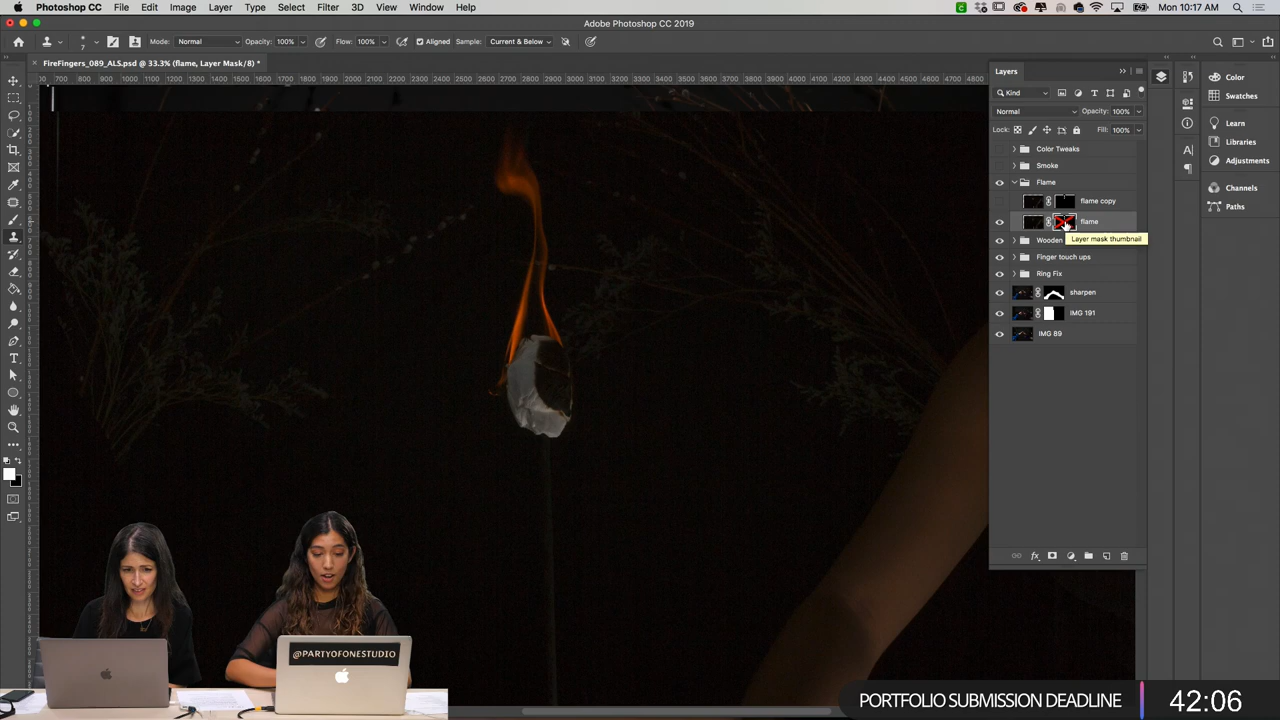 Photoshop CC File Edit Image Layer Type Select Filter 3D View Window Help Mon 10:17 AM
Adobe Photoshop CC 2019
7 Mode: Normal Opacity: 100% Flow: 100% Aligned Sample: Current & Below
FireFingers_089_ALS.psd @ 33.3% (flame, Layer Mask/8) *
Layers
Kind
Normal Opacity: 100%
Lock: Fill: 100%
Color Tweaks
Smoke
Flame
flame copy
flame
Layer mask thumbnail
Wooden
Finger touch ups
Ring Fix
sharpen
IMG 191
IMG 89
Color
Swatches
Learn
Libraries
Adjustments
Channels
Paths
@PARTYOFONESTUDIO
PORTFOLIO SUBMISSION DEADLINE 42:06